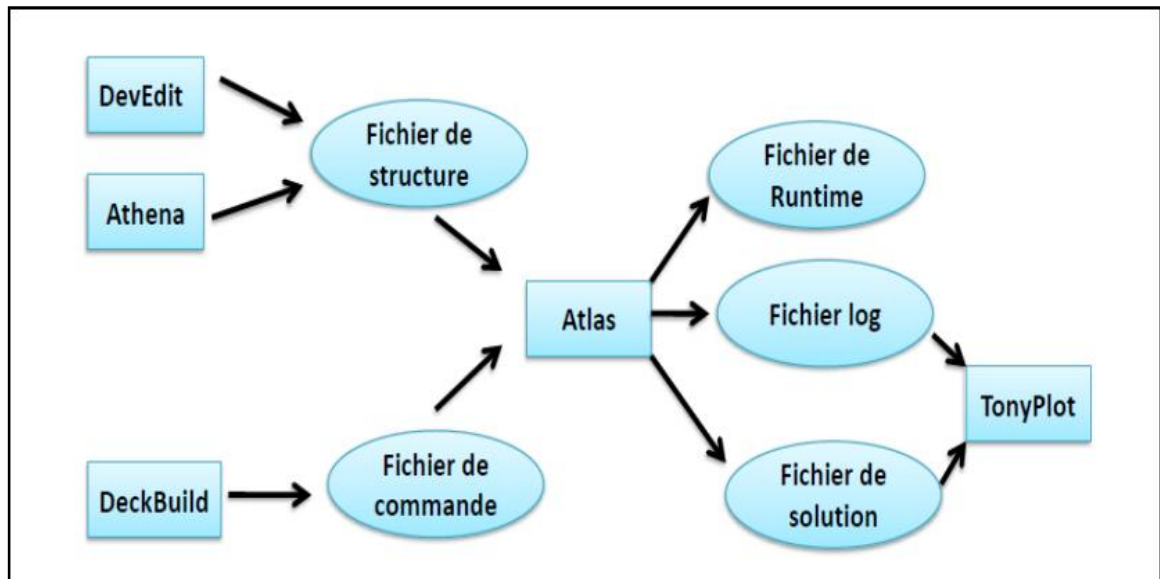 DevEdit
Athena
Fichier de
structure
Fichier de
Runtime
Atlas
Fichier log
TonyPlot
DeckBuild
Fichier de
commande
Fichier de
solution